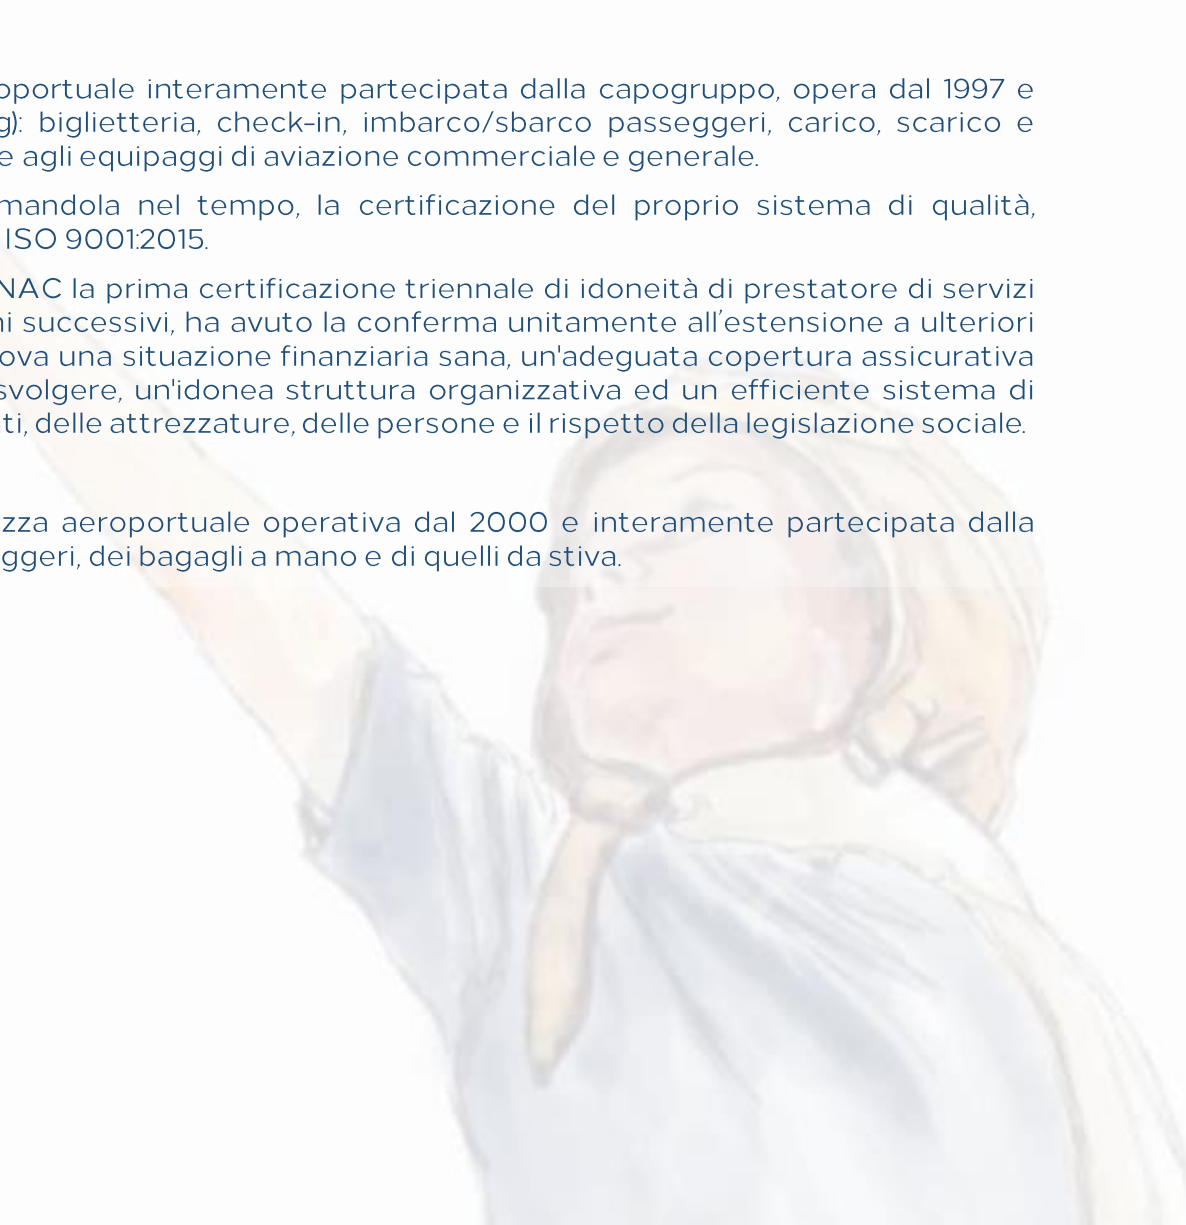 oportuale interamente partecipata dalla capogruppo, opera dal 1997 e
g): biglietteria, check-in, imbarco/sbarco passeggeri, carico, scarico e
e agli equipaggi di aviazione commerciale e generale.
mandola nel tempo, la certificazione del proprio sistema di qualità,
ISO 9001:2015.
NAC la prima certificazione triennale di idoneità di prestatore di servizi
ni successivi, ha avuto la conferma unitamente all’estensione a ulteriori
ova una situazione finanziaria sana, un'adeguata copertura assicurativa
svolgere, un'idonea struttura organizzativa ed un efficiente sistema di
ti, delle attrezzature, delle persone e il rispetto della legislazione sociale.
zza aeroportuale operativa dal 2000 e interamente partecipata dalla
ggeri, dei bagagli a mano e di quelli da stiva.